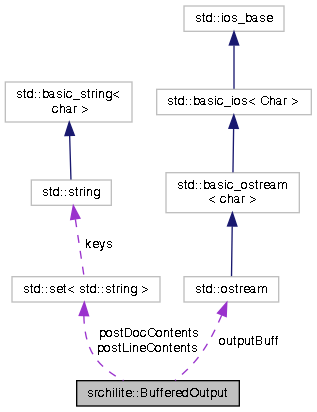 std::ios_base
std::basic_string<
char >
std::basic_ios< Char >
std::string
std::basic_ostream
< char >
keys
std::set< std::string >
std::ostream
postDocContents
postLineContents
outputBuff
srchilite::BufferedOutput